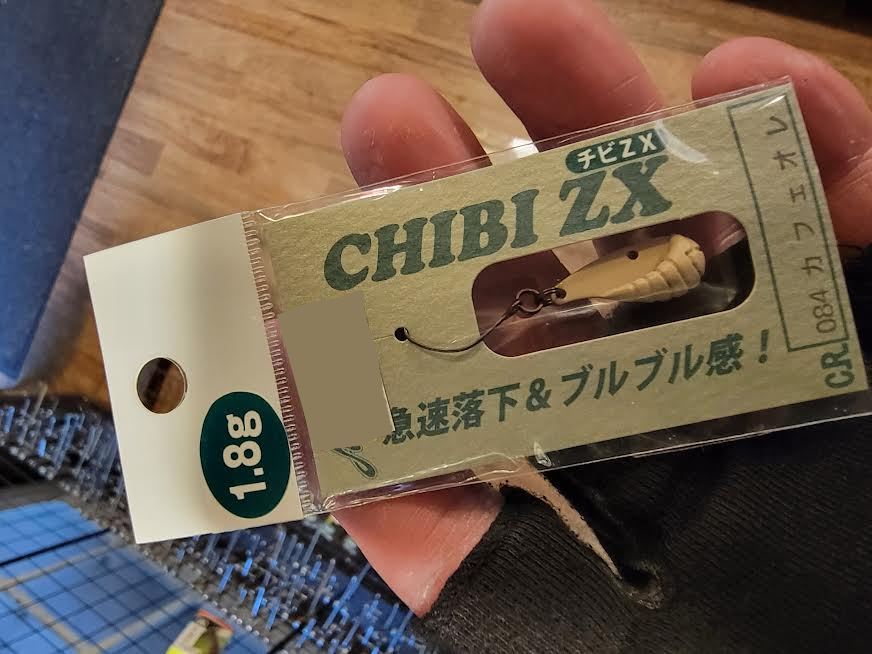 チビZX
CHIBI ZX
1.8g
急速落下&ブルブル感!
084 カフェオレ
CR